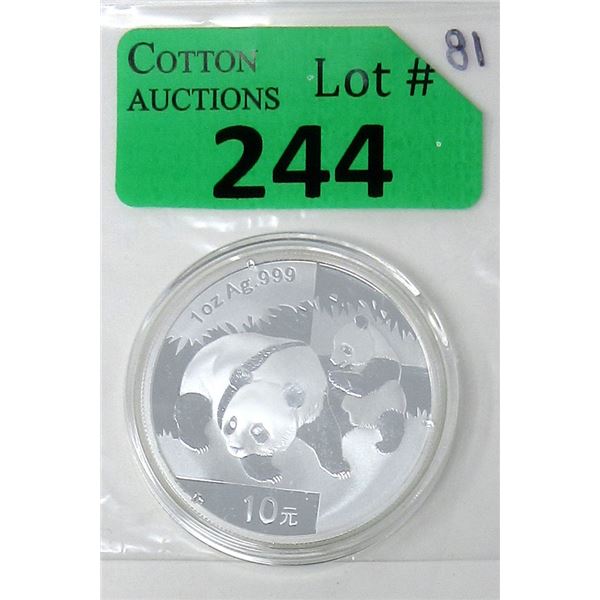 COTTON
AUCTIONS
Lot #
81
244
1oz Ag .999
10元